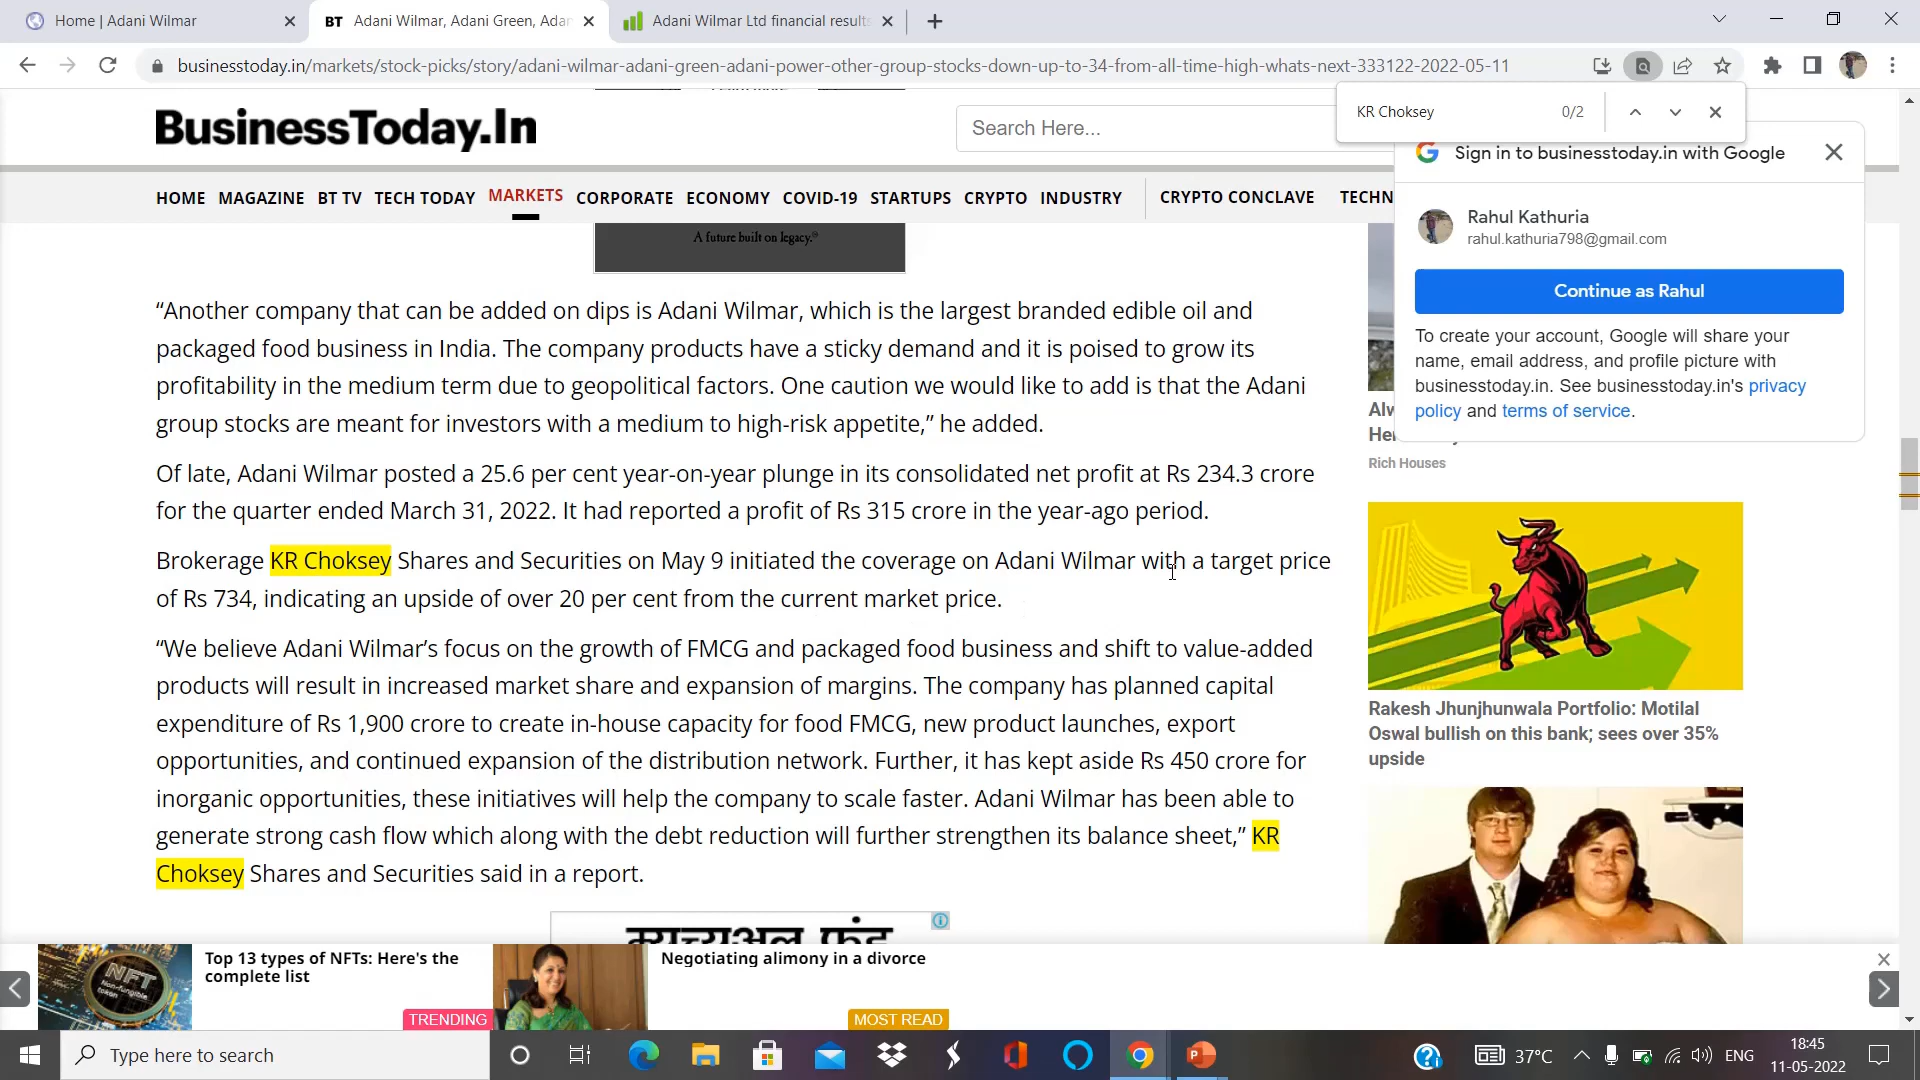 Home | Adani Wilmar
BT Adani Wilmar, Adani Green, Adan
Adani Wilmar Ltd financial results
businesstoday.in/markets/stock-picks/story/adani-wilmar-adani-green-adani-power-other-group-stocks-down-up-to-34-from-all-time-high-whats-next-333122-2022-05-11
KR Choksey 0/2
BusinessToday.In
Search Here...
Sign in to businesstoday.in with Google
Rahul Kathuria
rahul.kathuria798@gmail.com
Continue as Rahul
To create your account, Google will share your
name, email address, and profile picture with
businesstoday.in. See businesstoday.in's privacy
policy and terms of service.
HOME MAGAZINE BT TV TECH TODAY MARKETS CORPORATE ECONOMY COVID-19 STARTUPS CRYPTO INDUSTRY CRYPTO CONCLAVE TECHN
A future built on legacy.®
“Another company that can be added on dips is Adani Wilmar, which is the largest branded edible oil and
packaged food business in India. The company products have a sticky demand and it is poised to grow its
profitability in the medium term due to geopolitical factors. One caution we would like to add is that the Adani
group stocks are meant for investors with a medium to high-risk appetite,” he added.
Of late, Adani Wilmar posted a 25.6 per cent year-on-year plunge in its consolidated net profit at Rs 234.3 crore
for the quarter ended March 31, 2022. It had reported a profit of Rs 315 crore in the year-ago period.
Brokerage KR Choksey Shares and Securities on May 9 initiated the coverage on Adani Wilmar with a target price
of Rs 734, indicating an upside of over 20 per cent from the current market price.
“We believe Adani Wilmar’s focus on the growth of FMCG and packaged food business and shift to value-added
products will result in increased market share and expansion of margins. The company has planned capital
expenditure of Rs 1,900 crore to create in-house capacity for food FMCG, new product launches, export
opportunities, and continued expansion of the distribution network. Further, it has kept aside Rs 450 crore for
inorganic opportunities, these initiatives will help the company to scale faster. Adani Wilmar has been able to
generate strong cash flow which along with the debt reduction will further strengthen its balance sheet,” KR
Choksey Shares and Securities said in a report.
Alw
Her
Rich Houses
Rakesh Jhunjhunwala Portfolio: Motilal
Oswal bullish on this bank; sees over 35%
upside
म्यूच्यूअल फंड
NFT
Non-fungible
token
Top 13 types of NFTs: Here's the
complete list
TRENDING
Negotiating alimony in a divorce
MOST READ
Type here to search
37°C
ENG
18:45
11-05-2022